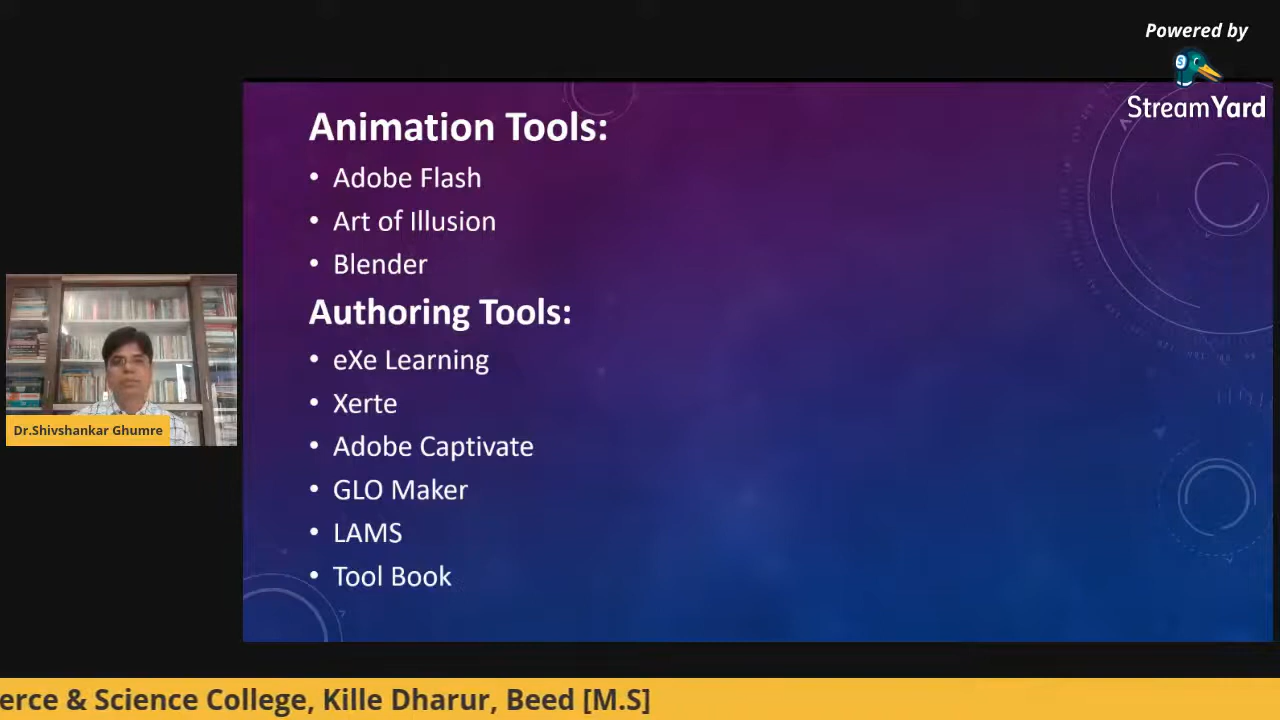 Powered by
StreamYard
Animation Tools:
• Adobe Flash
• Art of Illusion
• Blender
Authoring Tools:
• eXe Learning
• Xerte
• Adobe Captivate
• GLO Maker
• LAMS
• Tool Book
Dr.Shivshankar Ghumre
erce & Science College, Kille Dharur, Beed [M.S]